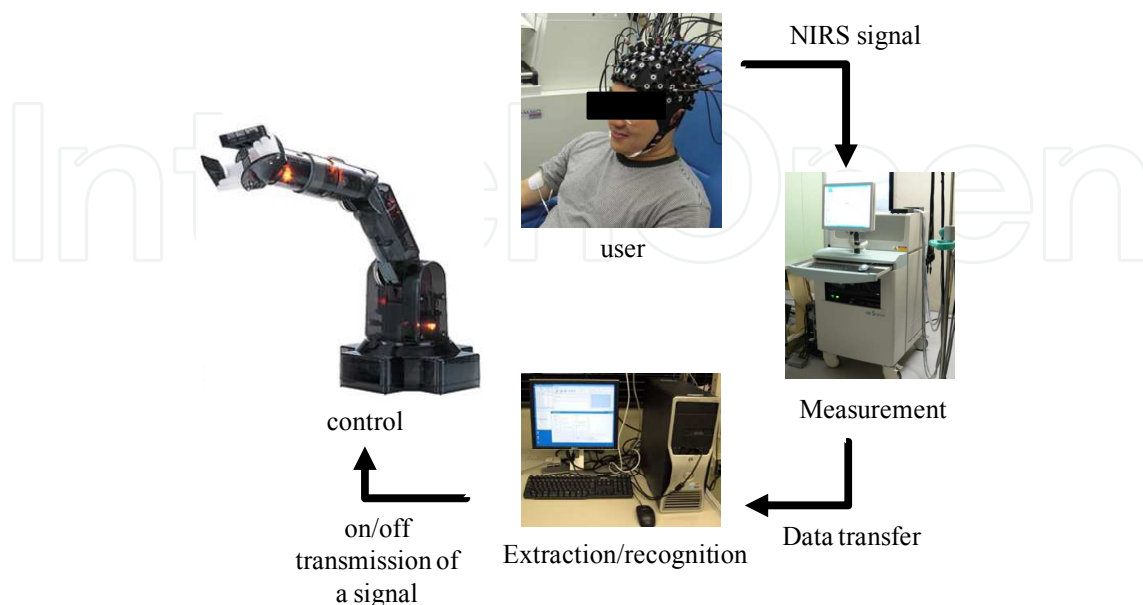 NIRS signal
user
Measurement
control
Data transfer
Extraction/recognition
on/off
transmission of
a signal